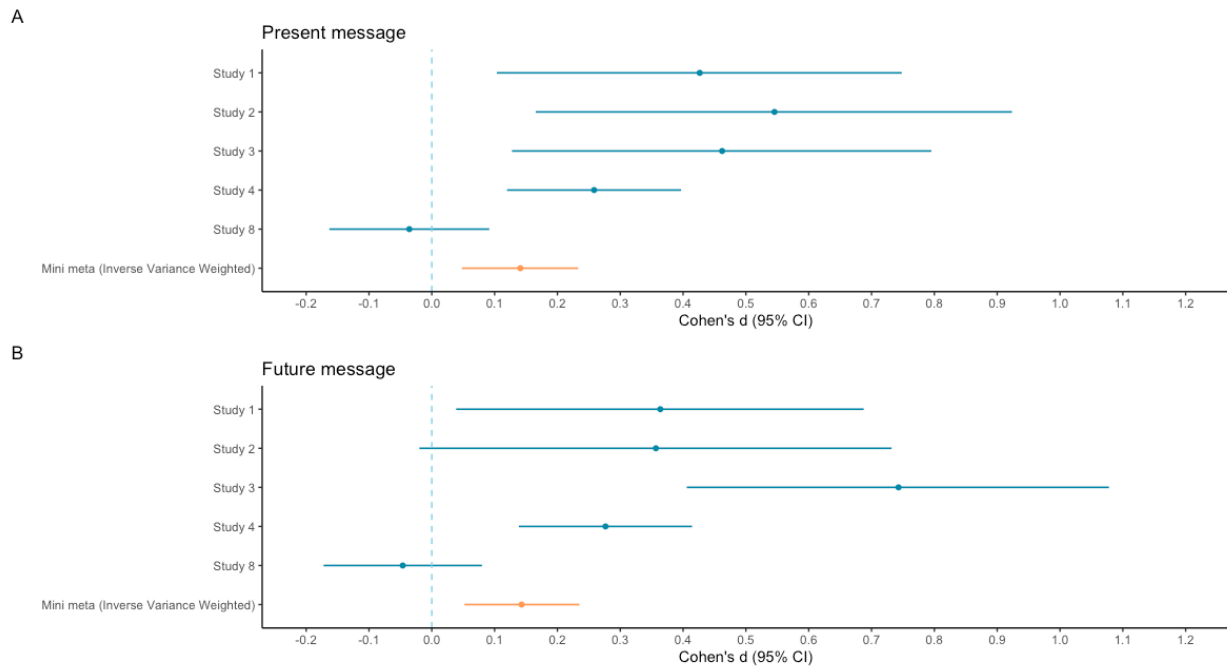 A
Present message
Study 1
Study 2
Study 3
Study 4
Study 8
Mini meta (Inverse Variance Weighted)
-0.2 -0.1 0.0 0.1 0.2 0.3 0.4 0.5 0.6 0.7 0.8 0.9 1.0 1.1 1.2
Cohen's d (95% CI)
B
Future message
Study 1
Study 2
Study 3
Study 4
Study 8
Mini meta (Inverse Variance Weighted)
-0.2 -0.1 0.0 0.1 0.2 0.3 0.4 0.5 0.6 0.7 0.8 0.9 1.0 1.1 1.2
Cohen's d (95% CI)